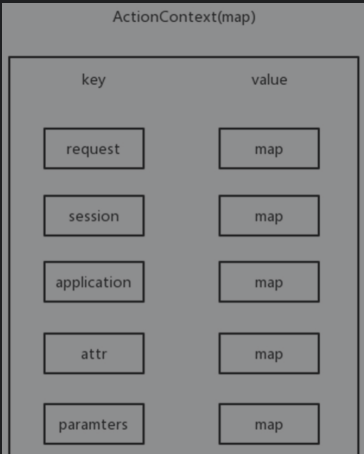 ActionContext(map)
key value
request map
session map
application map
attr map
paramters map